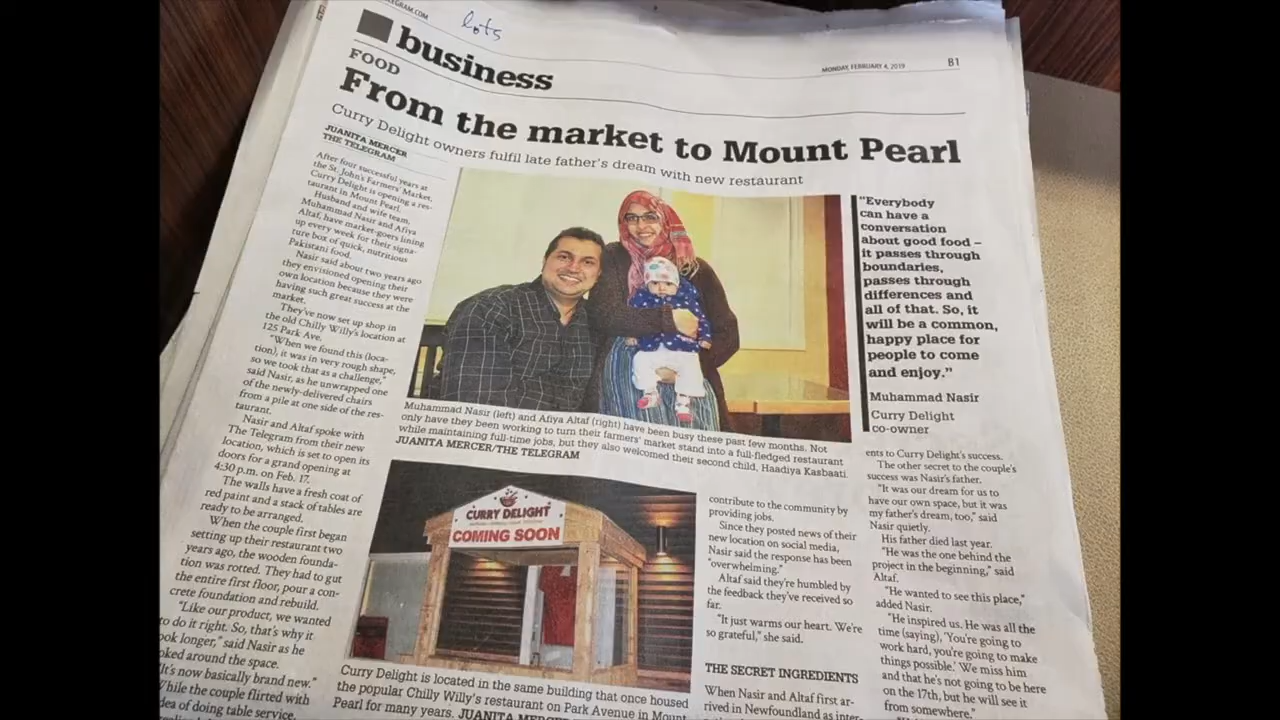 lots
business
MONDAY, FEBRUARY 4, 2019
B1
FOOD
From the market to Mount Pearl
Curry Delight owners fulfil late father's dream with new restaurant
JUANITA MERCER
THE TELEGRAM
After four successful years at
the St. John's Farmers' Market,
Curry Delight is opening a res-
taurant in Mount Pearl.
Husband and wife team,
Muhammad Nasir and Afiya
Altaf, have market-goers lining
up every week for their signa-
ture box of quick, nutritious
Pakistani food.
Nasir said about two years ago
they envisioned opening their
own location because they were
having such great success at the
market.
They've now set up shop in
the old Chilly Willy's location at
125 Park Ave.
"When we found this (loca-
tion), it was in very rough shape,
so we took that as a challenge,"
said Nasir, as he unwrapped one
of the newly-delivered chairs
from a pile at one side of the res-
taurant.
Nasir and Altaf spoke with
The Telegram from their new
location, which is set to open its
doors for a grand opening at
4:30 p.m. on Feb. 17.
The walls have a fresh coat of
red paint and a stack of tables are
ready to be arranged.
When the couple first began
setting up their restaurant two
years ago, the wooden founda-
tion was rotted. They had to gut
the entire first floor, pour a con-
crete foundation and rebuild.
"Like our product, we wanted
to do it right. So, that's why it
ook longer," said Nasir as he
oked around the space.
"It's now basically brand new."
While the couple flirted with
dea of doing table service,
Muhammad Nasir (left) and Afiya Altaf (right) have been busy these past few months. Not
only have they been working to turn their farmers' market stand into a full-fledged restaurant
while maintaining full-time jobs, but they also welcomed their second child, Haadiya Kasbaati.
JUANITA MERCER/THE TELEGRAM
CURRY DELIGHT
COMING SOON
Curry Delight is located in the same building that once housed
the popular Chilly Willy's restaurant on Park Avenue in Mount
Pearl for many years. JUANITA MERCE
contribute to the community by
providing jobs.
Since they posted news of their
new location on social media,
Nasir said the response has been
"overwhelming."
Altaf said they're humbled by
the feedback they've received so
far.
"It just warms our heart. We're
so grateful," she said.
THE SECRET INGREDIENTS
When Nasir and Altaf first ar-
rived in Newfoundland as inter-
"Everybody
can have a
conversation
about good food –
it passes through
boundaries,
passes through
differences and
all of that. So, it
will be a common,
happy place for
people to come
and enjoy."
Muhammad Nasir
Curry Delight
co-owner
ents to Curry Delight's success.
The other secret to the couple's
success was Nasir's father.
"It was our dream for us to
have our own space, but it was
my father's dream, too," said
Nasir quietly.
His father died last year.
"He was the one behind the
project in the beginning," said
Altaf.
"He wanted to see this place,"
added Nasir.
"He inspired us. He was all the
time (saying), 'You're going to
work hard, you're going to make
things possible.' We miss him
and that he's not going to be here
on the 17th, but he will see it
from somewhere,"